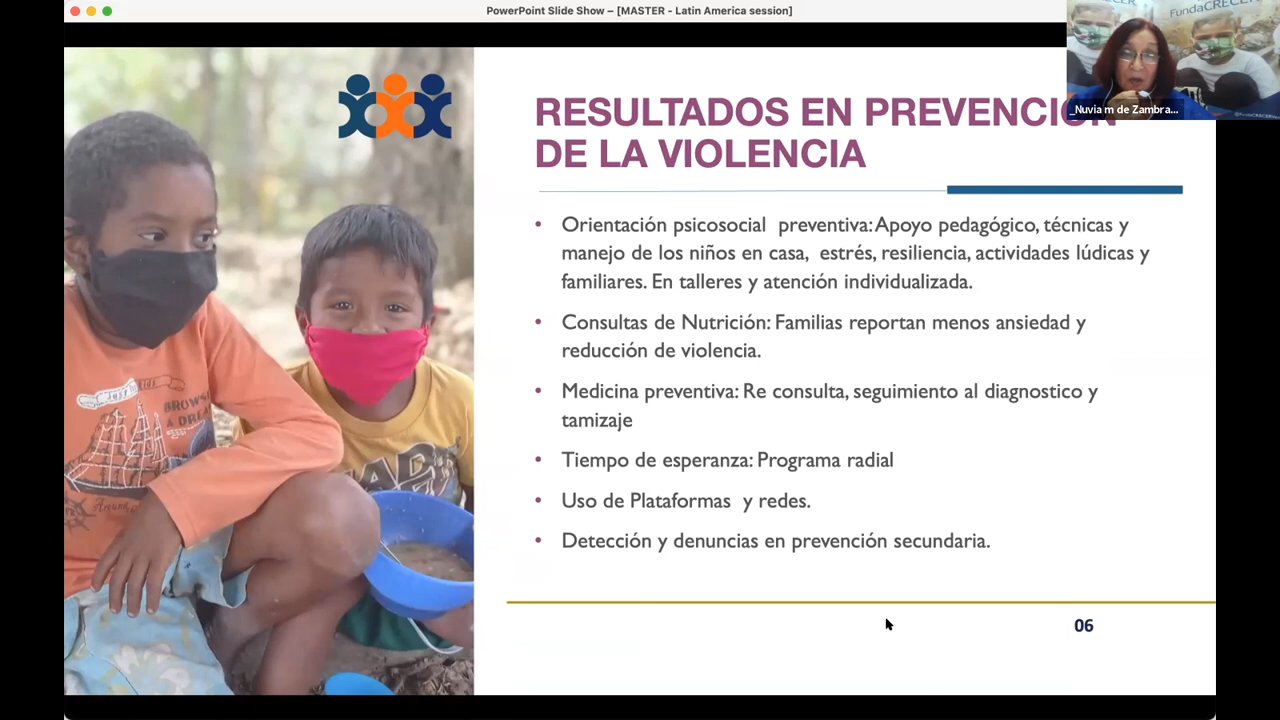 PowerPoint Slide Show – [MASTER - Latin America session]
FundaCRECER
_Nuvia m de Zambra...
RESULTADOS EN PREVENCIÓN
DE LA VIOLENCIA
• Orientación psicosocial preventiva: Apoyo pedagógico, técnicas y
manejo de los niños en casa, estrés, resiliencia, actividades lúdicas y
familiares. En talleres y atención individualizada.
• Consultas de Nutrición: Familias reportan menos ansiedad y
reducción de violencia.
• Medicina preventiva: Re consulta, seguimiento al diagnostico y
tamizaje
• Tiempo de esperanza: Programa radial
• Uso de Plataformas y redes.
• Detección y denuncias en prevención secundaria.
06